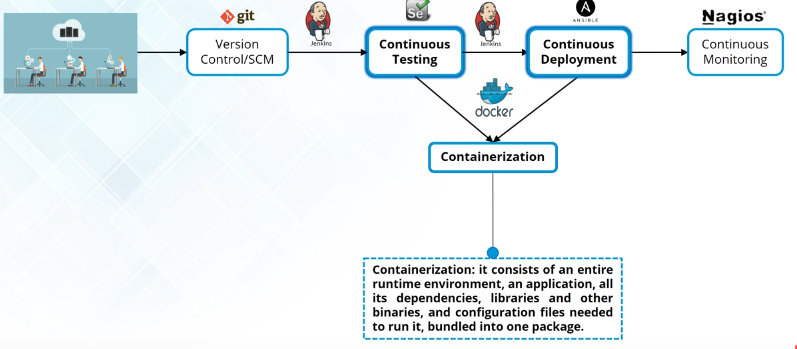 git
Se
ANSIBLE
Nagios®
Jenkins
Jenkins
Version
Control/SCM
Continuous
Testing
Continuous
Deployment
Continuous
Monitoring
docker
Containerization
Containerization: it consists of an entire
runtime environment, an application, all
its dependencies, libraries and other
binaries, and configuration files needed
to run it, bundled into one package.